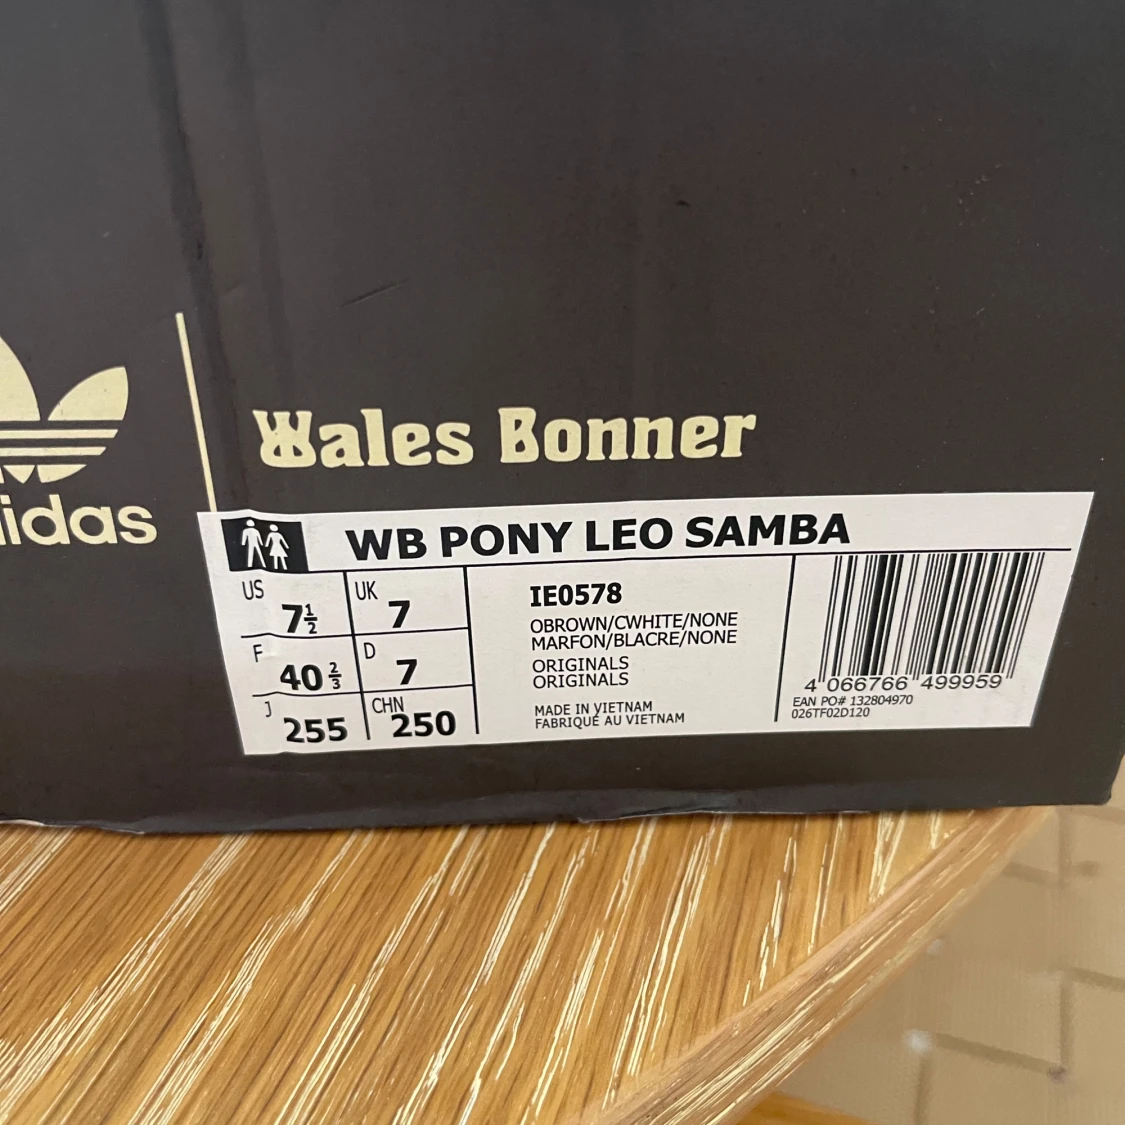 Wales Bonner
adidas
WB PONY LEO SAMBA
US 7½ UK 7
F 40⅔ D 7
J 255 CHN 250
IE0578
OBROWN/CWHITE/NONE
MARFON/BLACRE/NONE
ORIGINALS
ORIGINALS
MADE IN VIETNAM
FABRIQUÉ AU VIETNAM
4 066766 499959
EAN PO# 132804970
026TF02D120